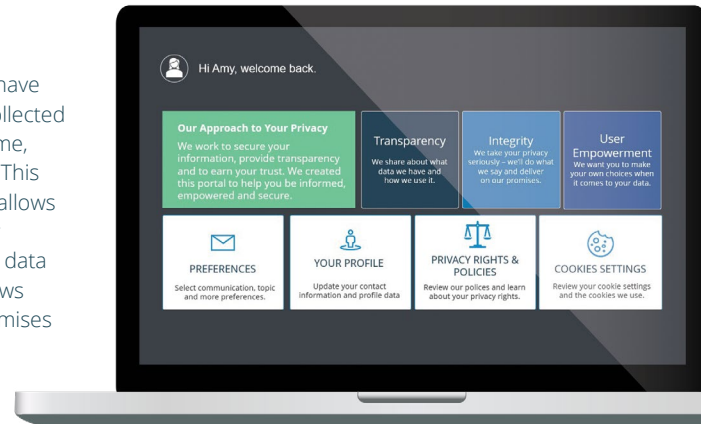 have
ollected
me,
This
allows
data
ws
mises
Hi Amy, welcome back.
Our Approach to Your Privacy
We work to secure your
information, provide transparency
and to earn your trust. We created
this portal to help you be informed,
empowered and secure.
Transparency
We share about what
data we have and
how we use it.
Integrity
We take your privacy
seriously – we'll do what
we say and deliver
on our promises.
User
Empowerment
We want you to make
your own choices when
it comes to your data.
PREFERENCES
Select communication, topic
and more preferences.
YOUR PROFILE
Update your contact
information and profile data
PRIVACY RIGHTS &
POLICIES
Review our polices and learn
about your privacy rights.
COOKIES SETTINGS
Review your cookie settings
and the cookies we use.